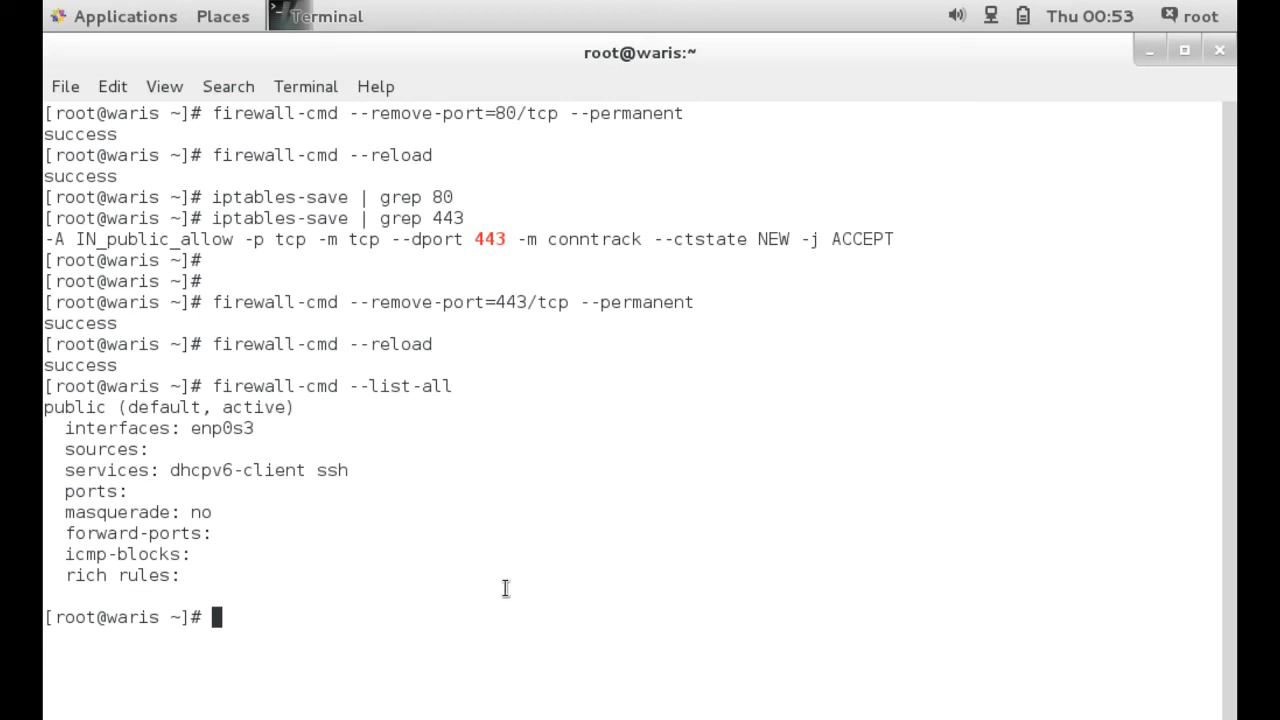 Applications Places Terminal Thu 00:53 root
root@waris:~
File Edit View Search Terminal Help
[root@waris ~]# firewall-cmd --remove-port=80/tcp --permanent
success
[root@waris ~]# firewall-cmd --reload
success
[root@waris ~]# iptables-save | grep 80
[root@waris ~]# iptables-save | grep 443
-A IN_public_allow -p tcp -m tcp --dport 443 -m conntrack --ctstate NEW -j ACCEPT
[root@waris ~]#
[root@waris ~]#
[root@waris ~]# firewall-cmd --remove-port=443/tcp --permanent
success
[root@waris ~]# firewall-cmd --reload
success
[root@waris ~]# firewall-cmd --list-all
public (default, active)
  interfaces: enp0s3
  sources:
  services: dhcpv6-client ssh
  ports:
  masquerade: no
  forward-ports:
  icmp-blocks:
  rich rules:
[root@waris ~]#